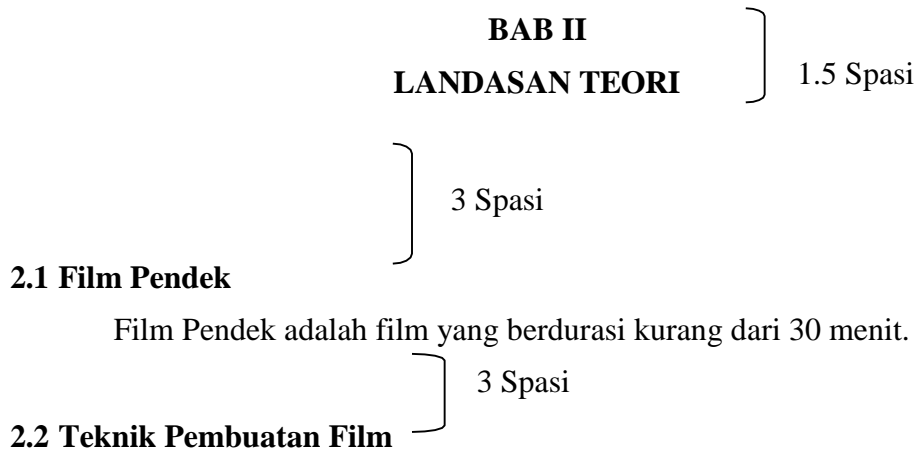 BAB II
LANDASAN TEORI
1.5 Spasi
3 Spasi
2.1 Film Pendek
Film Pendek adalah film yang berdurasi kurang dari 30 menit.
3 Spasi
2.2 Teknik Pembuatan Film